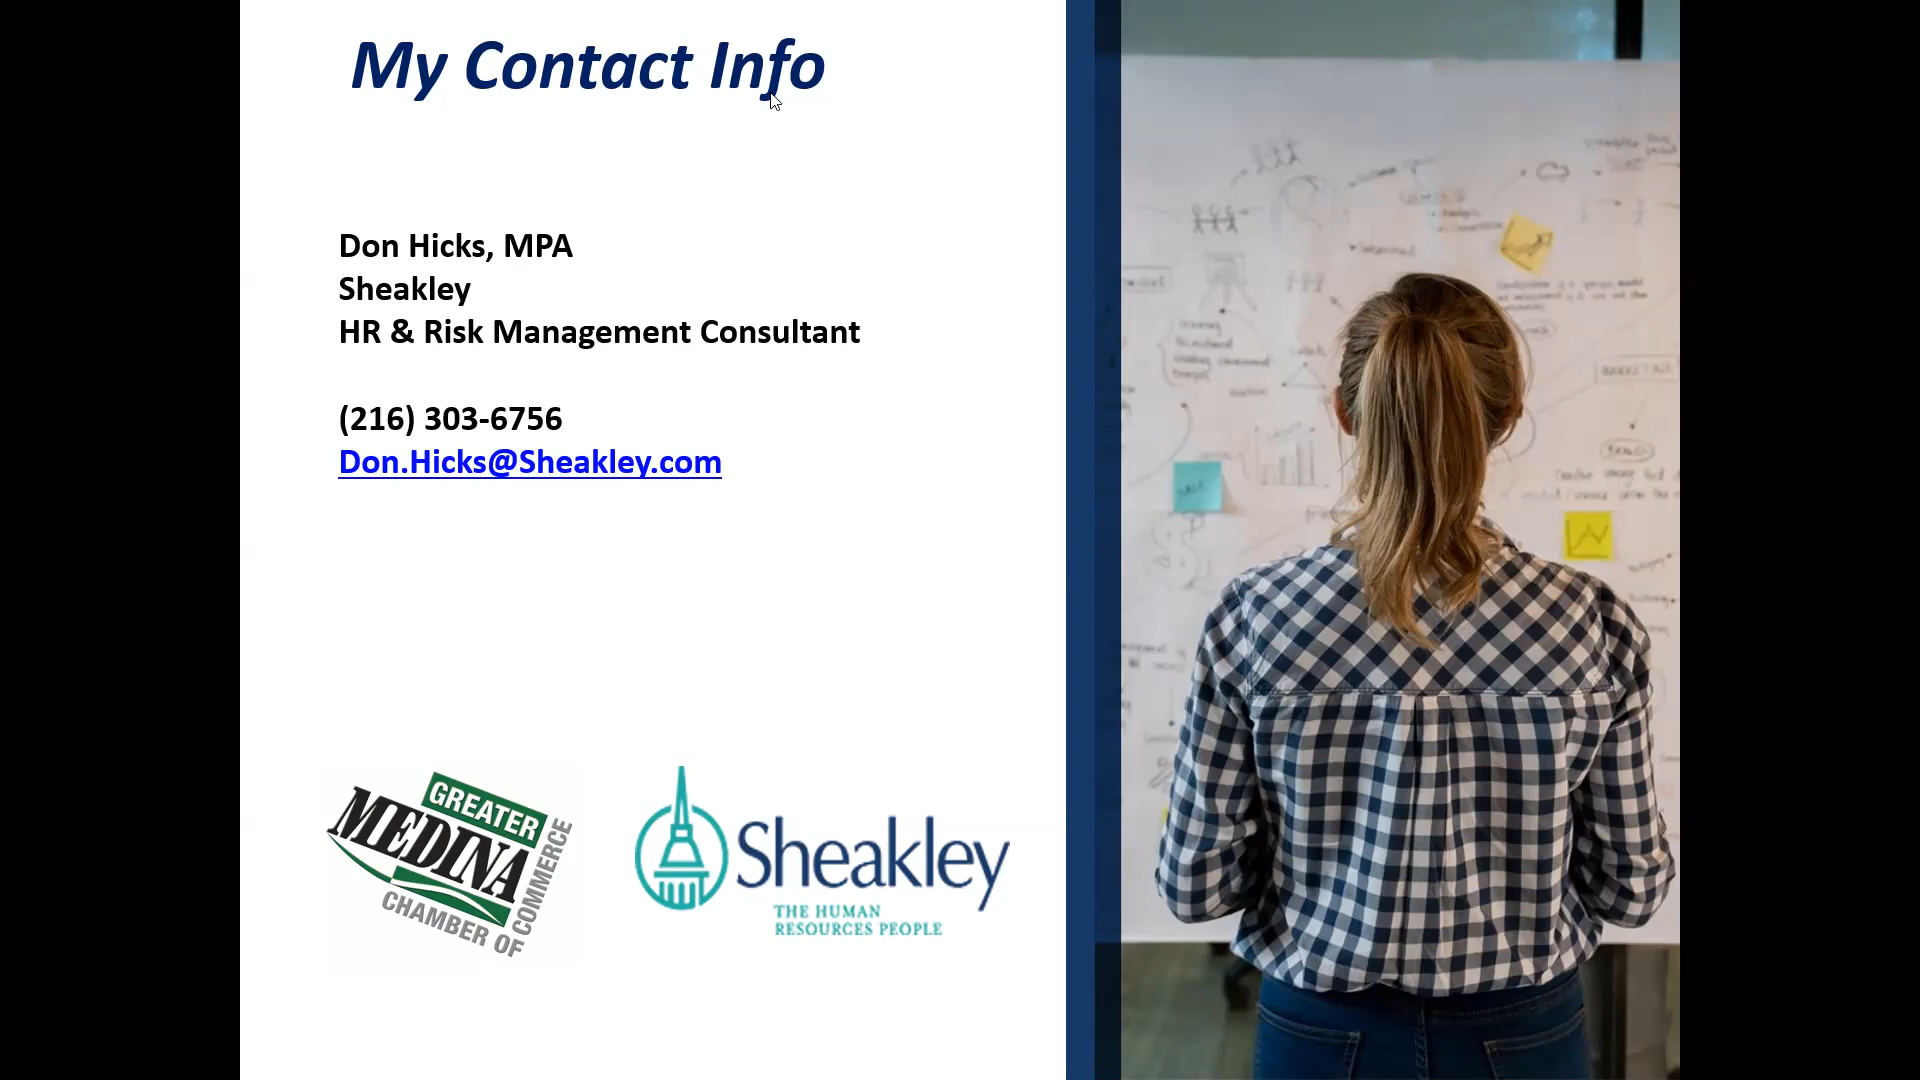 My Contact Info
Don Hicks, MPA
Sheakley
HR & Risk Management Consultant
(216) 303-6756
Don.Hicks@Sheakley.com
GREATER
MEDINA
CHAMBER OF
COMMERCE
Sheakley
THE HUMAN
RESOURCES PEOPLE